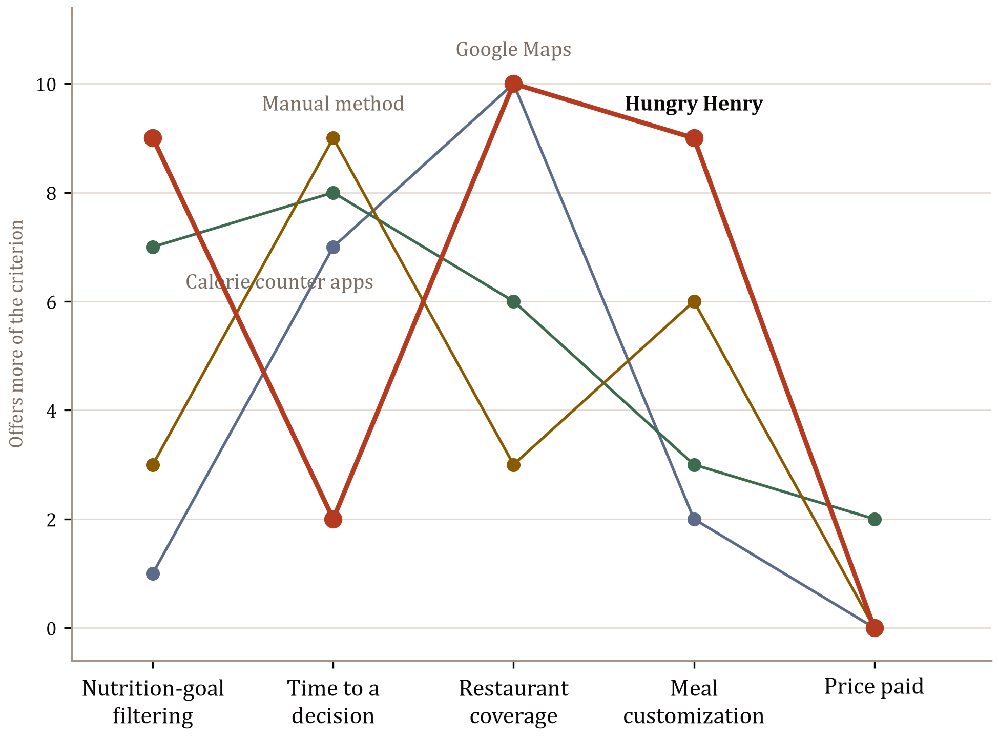 Google Maps
10
Manual method
Hungry Henry
8
Calorie counter apps
6
4
2
0
Offers more of the criterion
Nutrition-goal
filtering
Time to a
decision
Restaurant
coverage
Meal
customization
Price paid